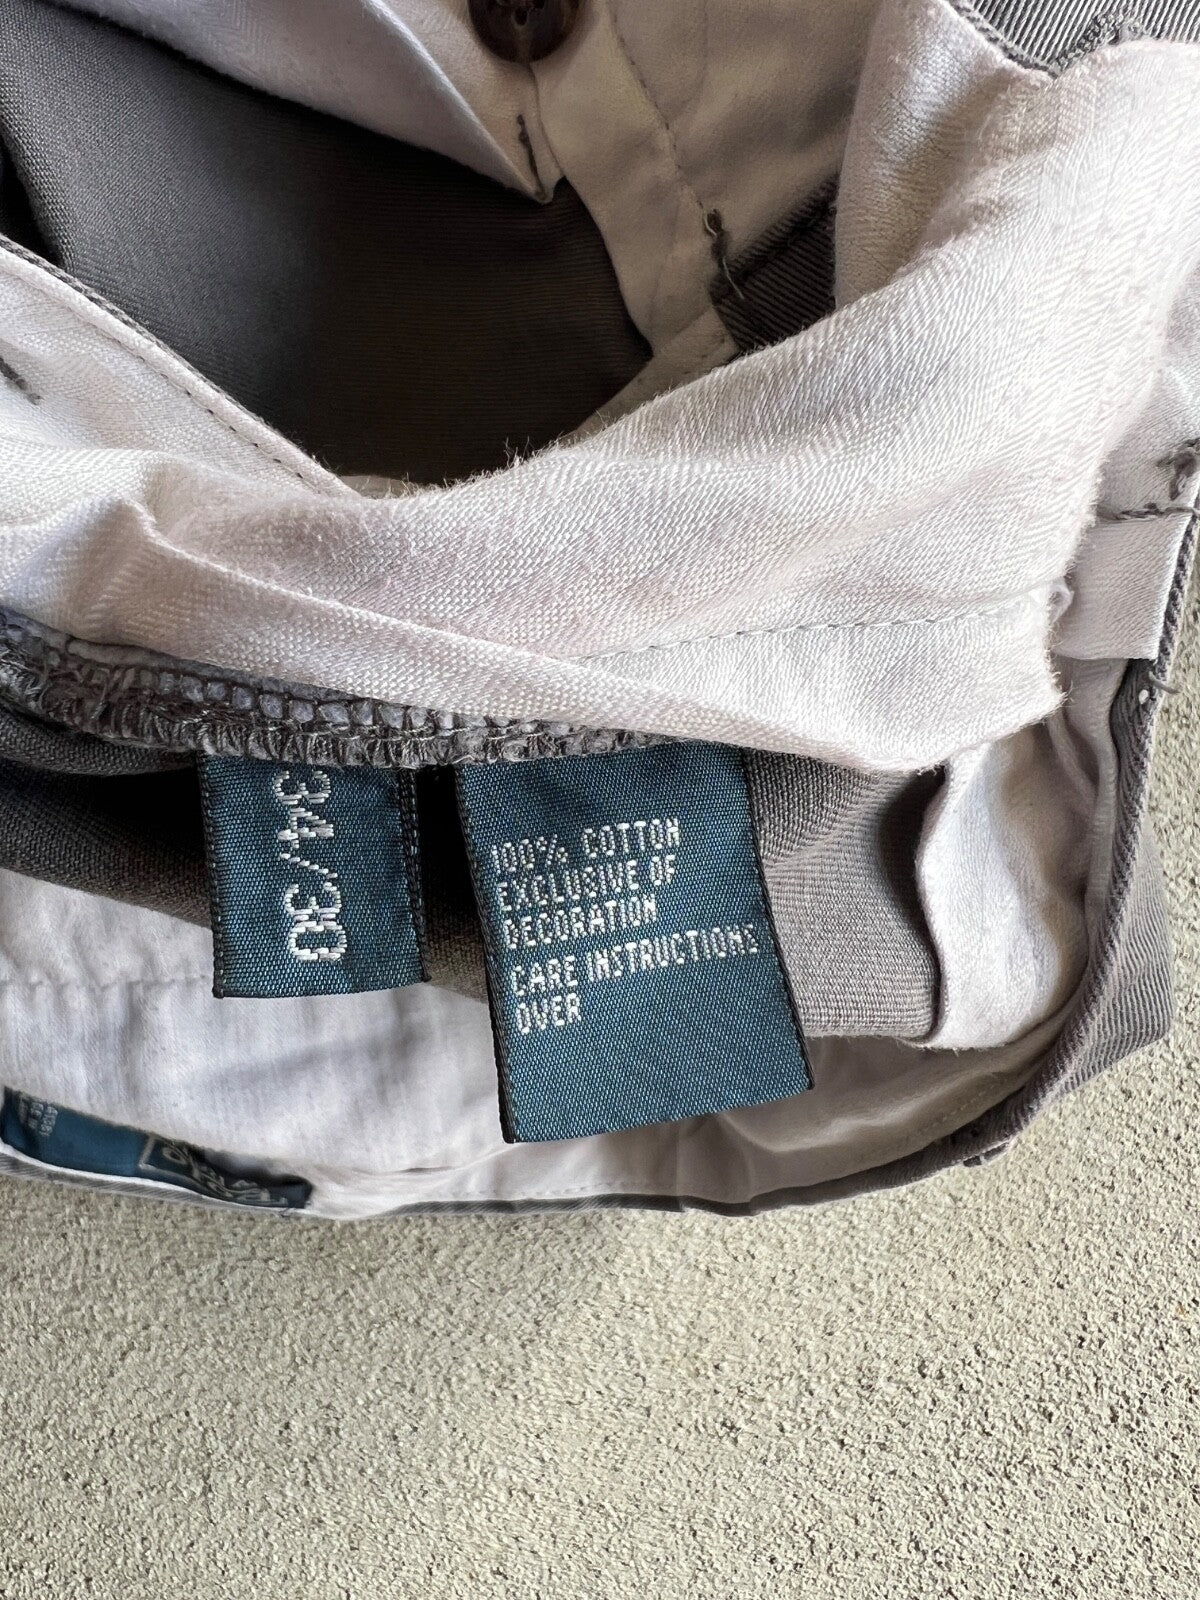 34/30
100% COTTON
EXCLUSIVE OF
DECORATION
CARE INSTRUCTIONS
OVER